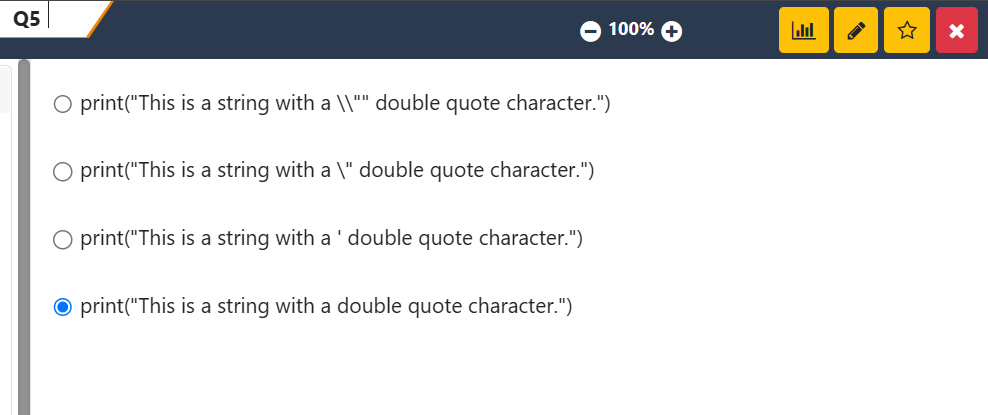 Q5
100%
print("This is a string with a \\"" double quote character.")
print("This is a string with a \" double quote character.")
print("This is a string with a ' double quote character.")
print("This is a string with a double quote character.")